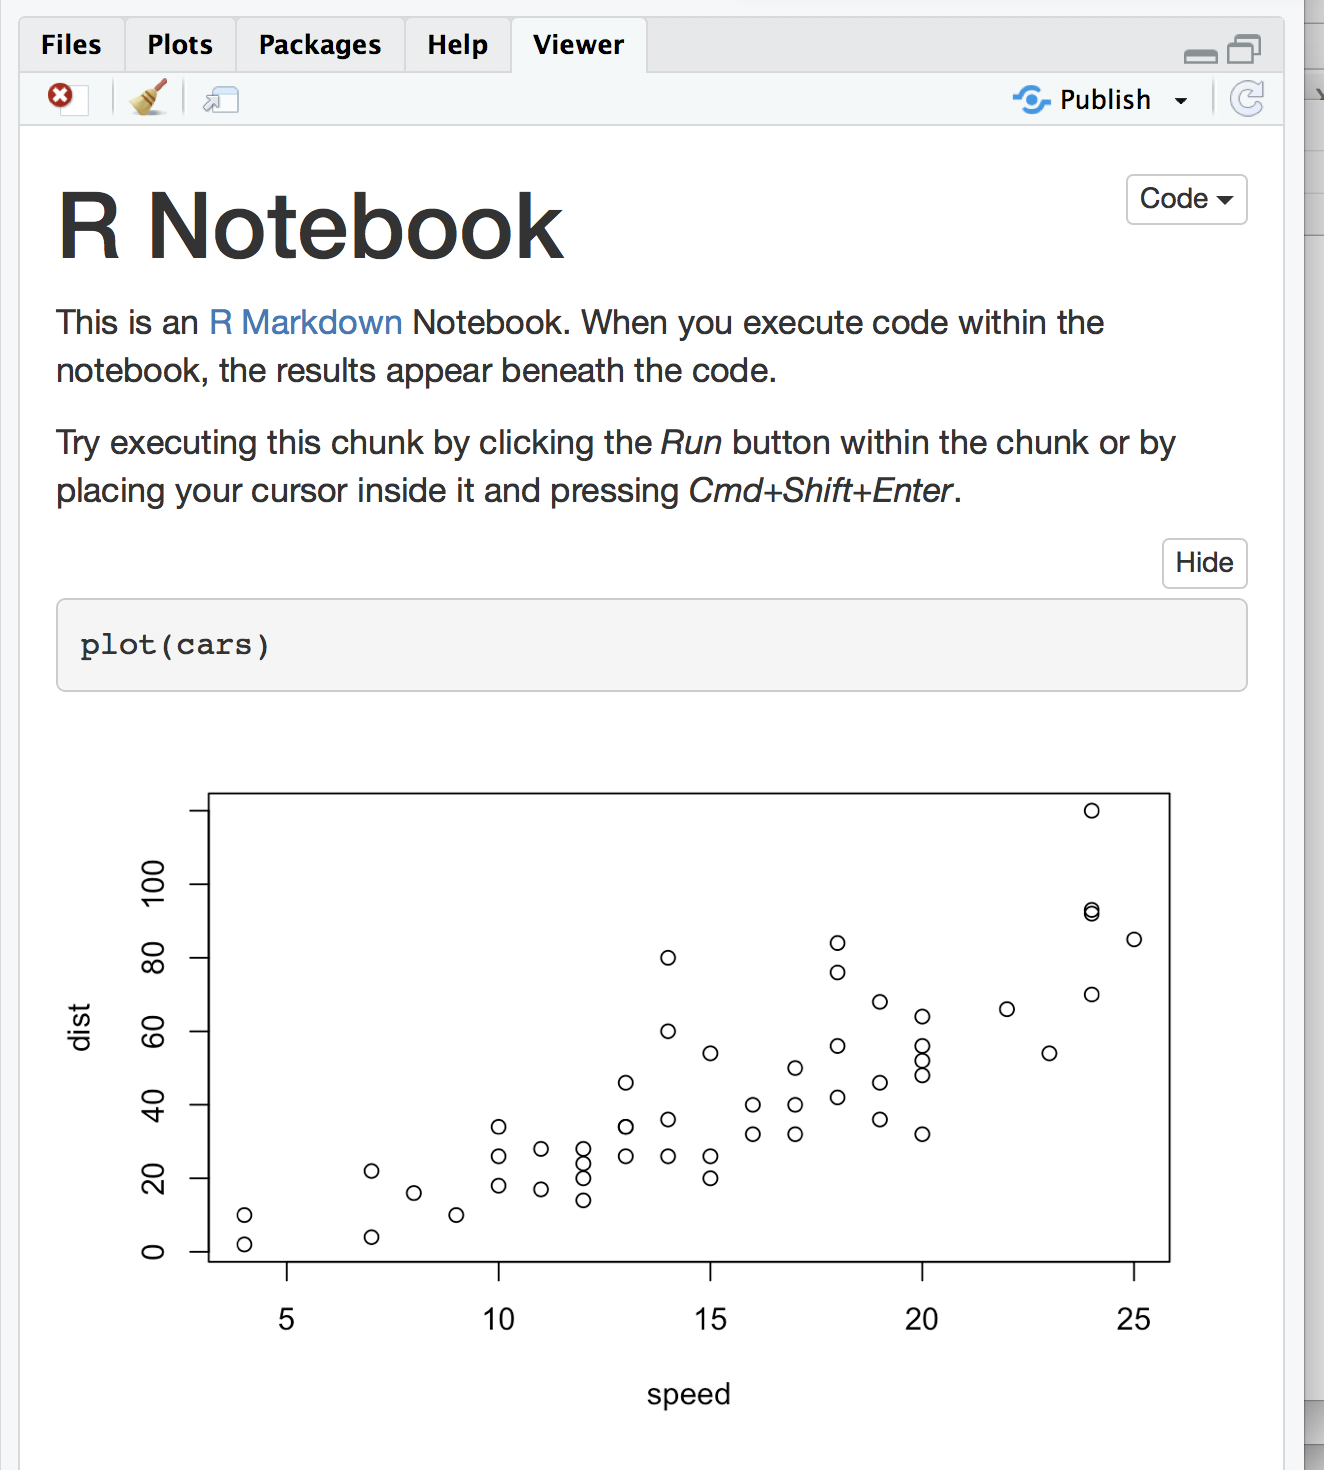 Files Plots Packages Help Viewer
Publish
R Notebook
Code
This is an R Markdown Notebook. When you execute code within the
notebook, the results appear beneath the code.
Try executing this chunk by clicking the Run button within the chunk or by
placing your cursor inside it and pressing Cmd+Shift+Enter.
Hide
plot(cars)
100
80
60
40
20
0
dist
5 10 15 20 25
speed